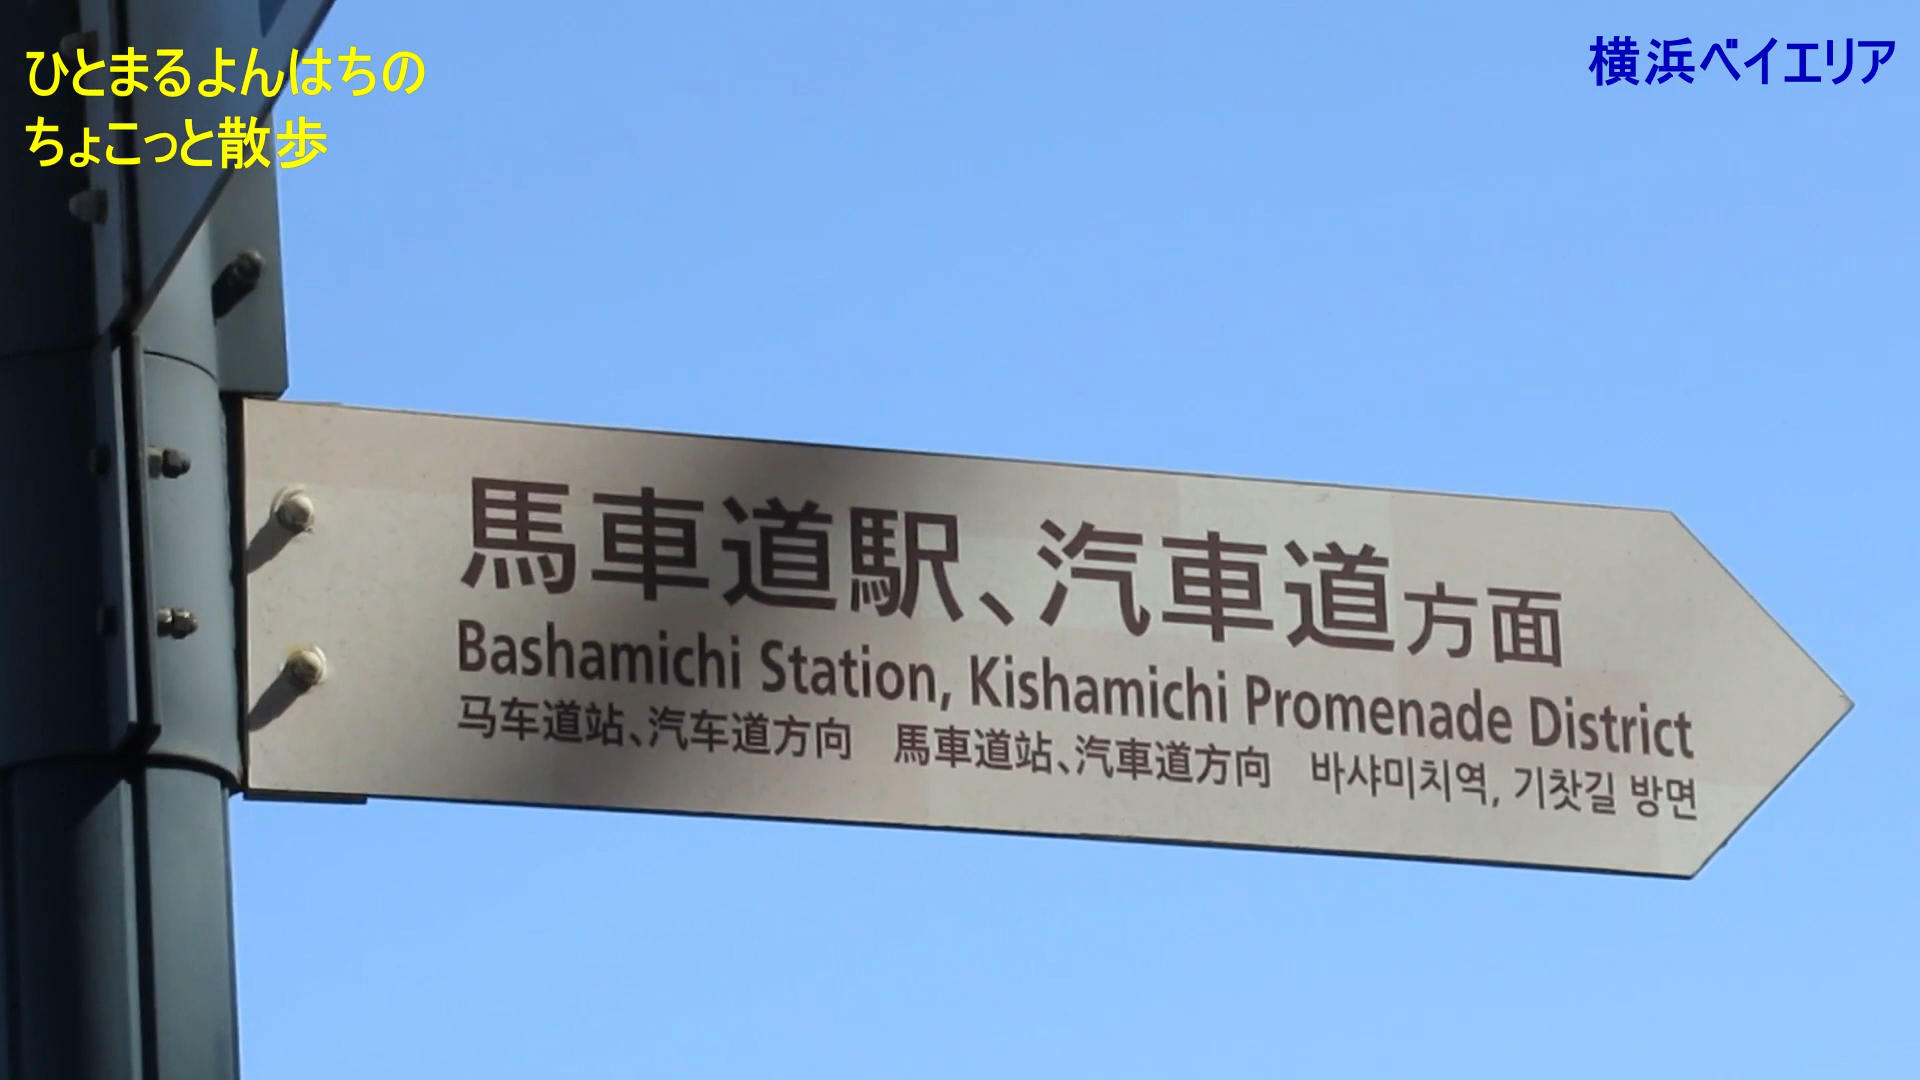 ひとまるよんはちの
ちょこっと散歩
横浜ベイエリア
馬車道駅、汽車道方面
Bashamichi Station, Kishamichi Promenade District
马车道站、汽车道方向　馬車道站、汽車道方向　바샤미치역, 기찻길 방면